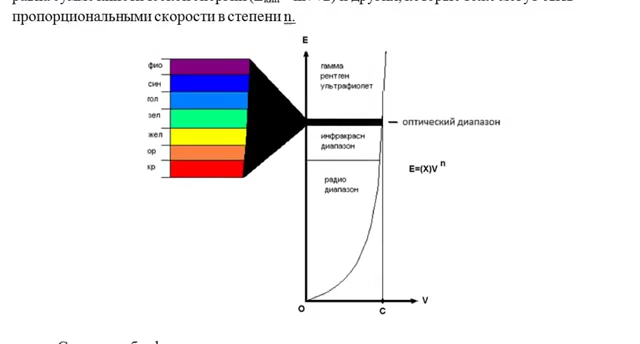 пропорциональными скорости в степени n.
E
фио
син
гол
зел
жел
ор
кр
гамма
рентген
ультрафиолет
оптический диапазон
инфракрасн
диапазон
E=(X)V n
радио
диапазон
O
C
V